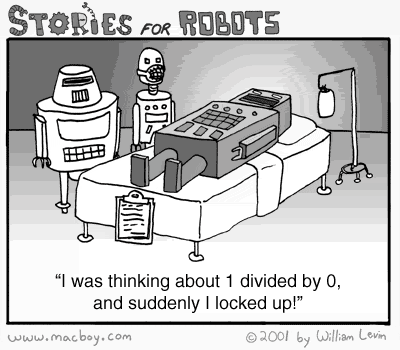 STORIES FOR ROBOTS
"I was thinking about 1 divided by 0,
and suddenly I locked up!"
www.macboy.com © 2001 by William Levin